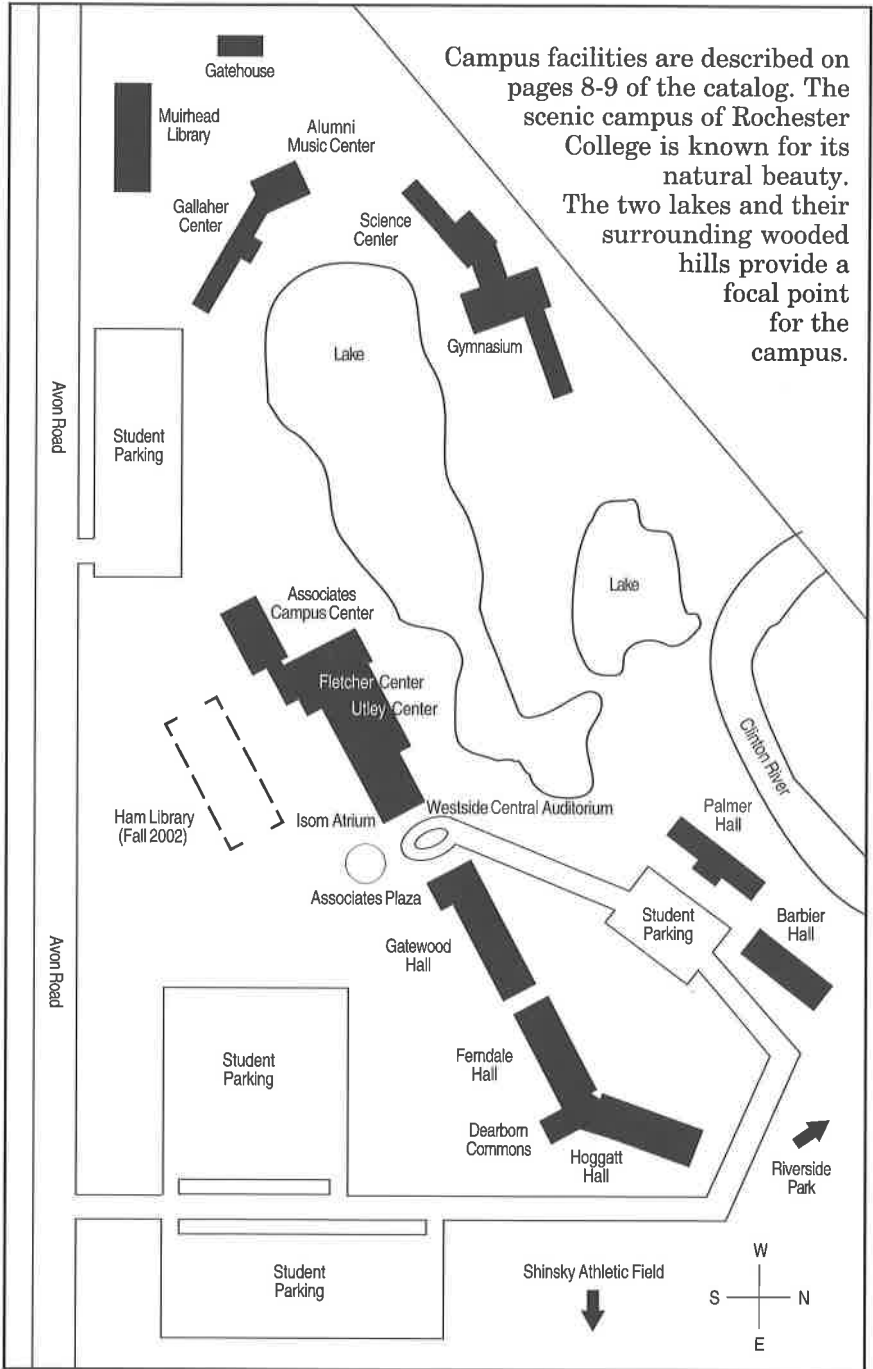 Campus facilities are described on
pages 8-9 of the catalog. The
scenic campus of Rochester
College is known for its
natural beauty.
The two lakes and their
surrounding wooded
hills provide a
focal point
for the
campus.
Gatehouse
Muirhead
Library
Alumni
Music Center
Gallaher
Center
Science
Center
Gymnasium
Lake
Avon Road
Student
Parking
Lake
Associates
Campus Center
Fletcher Center
Utley Center
Clinton River
Ham Library
(Fall 2002)
Isom Atrium
Westside Central Auditorium
Palmer
Hall
Associates Plaza
Student
Parking
Barbier
Hall
Gatewood
Hall
Avon Road
Student
Parking
Ferndale
Hall
Dearborn
Commons
Hoggatt
Hall
Riverside
Park
Student
Parking
Shinsky Athletic Field
W
S N
E